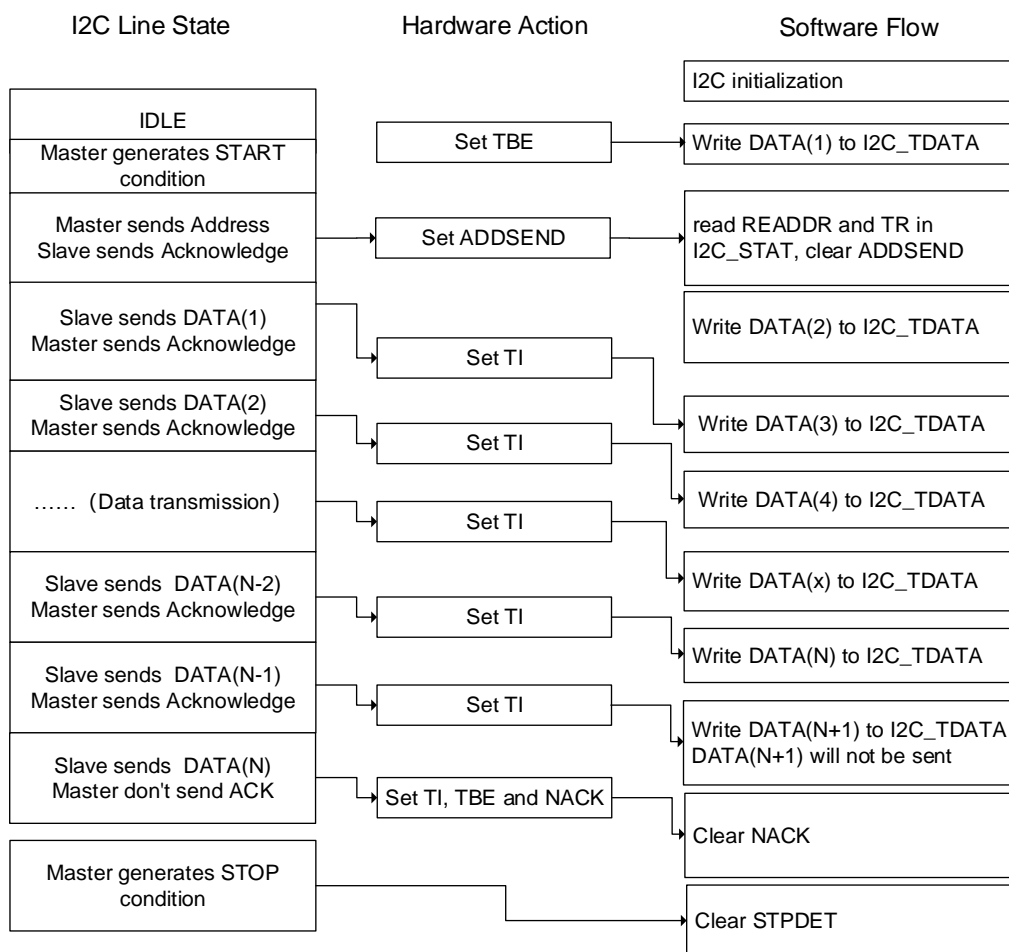 I2C Line State
Hardware Action
Software Flow
I2C initialization
IDLE
Master generates START
condition
Set TBE
Write DATA(1) to I2C_TDATA
Master sends Address
Slave sends Acknowledge
Set ADDSEND
read READDR and TR in
I2C_STAT, clear ADDSEND
Slave sends DATA(1)
Master sends Acknowledge
Write DATA(2) to I2C_TDATA
Set TI
Write DATA(3) to I2C_TDATA
Slave sends DATA(2)
Master sends Acknowledge
Set TI
Write DATA(4) to I2C_TDATA
…… (Data transmission)
Set TI
Write DATA(x) to I2C_TDATA
Slave sends DATA(N-2)
Master sends Acknowledge
Set TI
Write DATA(N) to I2C_TDATA
Slave sends DATA(N-1)
Master sends Acknowledge
Set TI
Write DATA(N+1) to I2C_TDATA
DATA(N+1) will not be sent
Slave sends DATA(N)
Master don't send ACK
Set TI, TBE and NACK
Clear NACK
Master generates STOP
condition
Clear STPDET